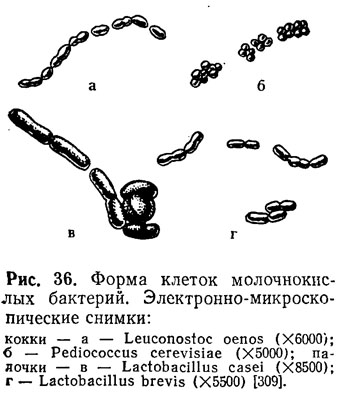 а
б
в
г
Рис. 36. Форма клеток молочнокис-
лых бактерий. Электронно-микроско-
пические снимки:
кокки — а — Leuconostoc oenos (×6000);
б — Pediococcus cerevisiae (×5000); па-
лочки — в — Lactobacillus casei (×8500);
г — Lactobacillus brevis (×5500) [309].